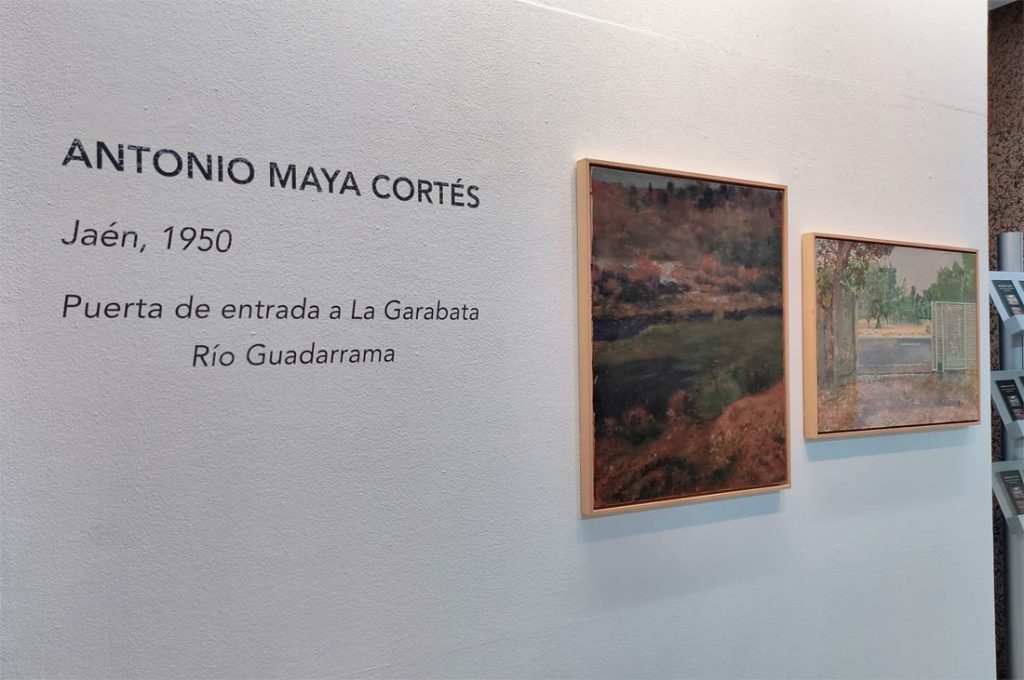 ANTONIO MAYA CORTÉS
Jaén, 1950
Puerta de entrada a La Garabata
Río Guadarrama